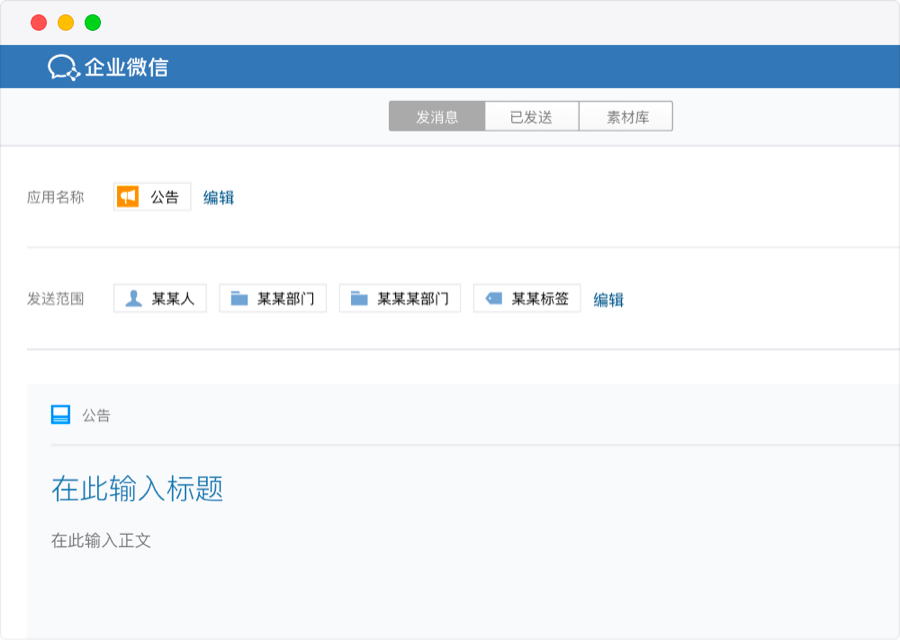 企业微信
发消息 已发送 素材库
应用名称 公告 编辑
发送范围 某某人 某某部门 某某某部门 某某标签 编辑
公告
在此输入标题
在此输入正文